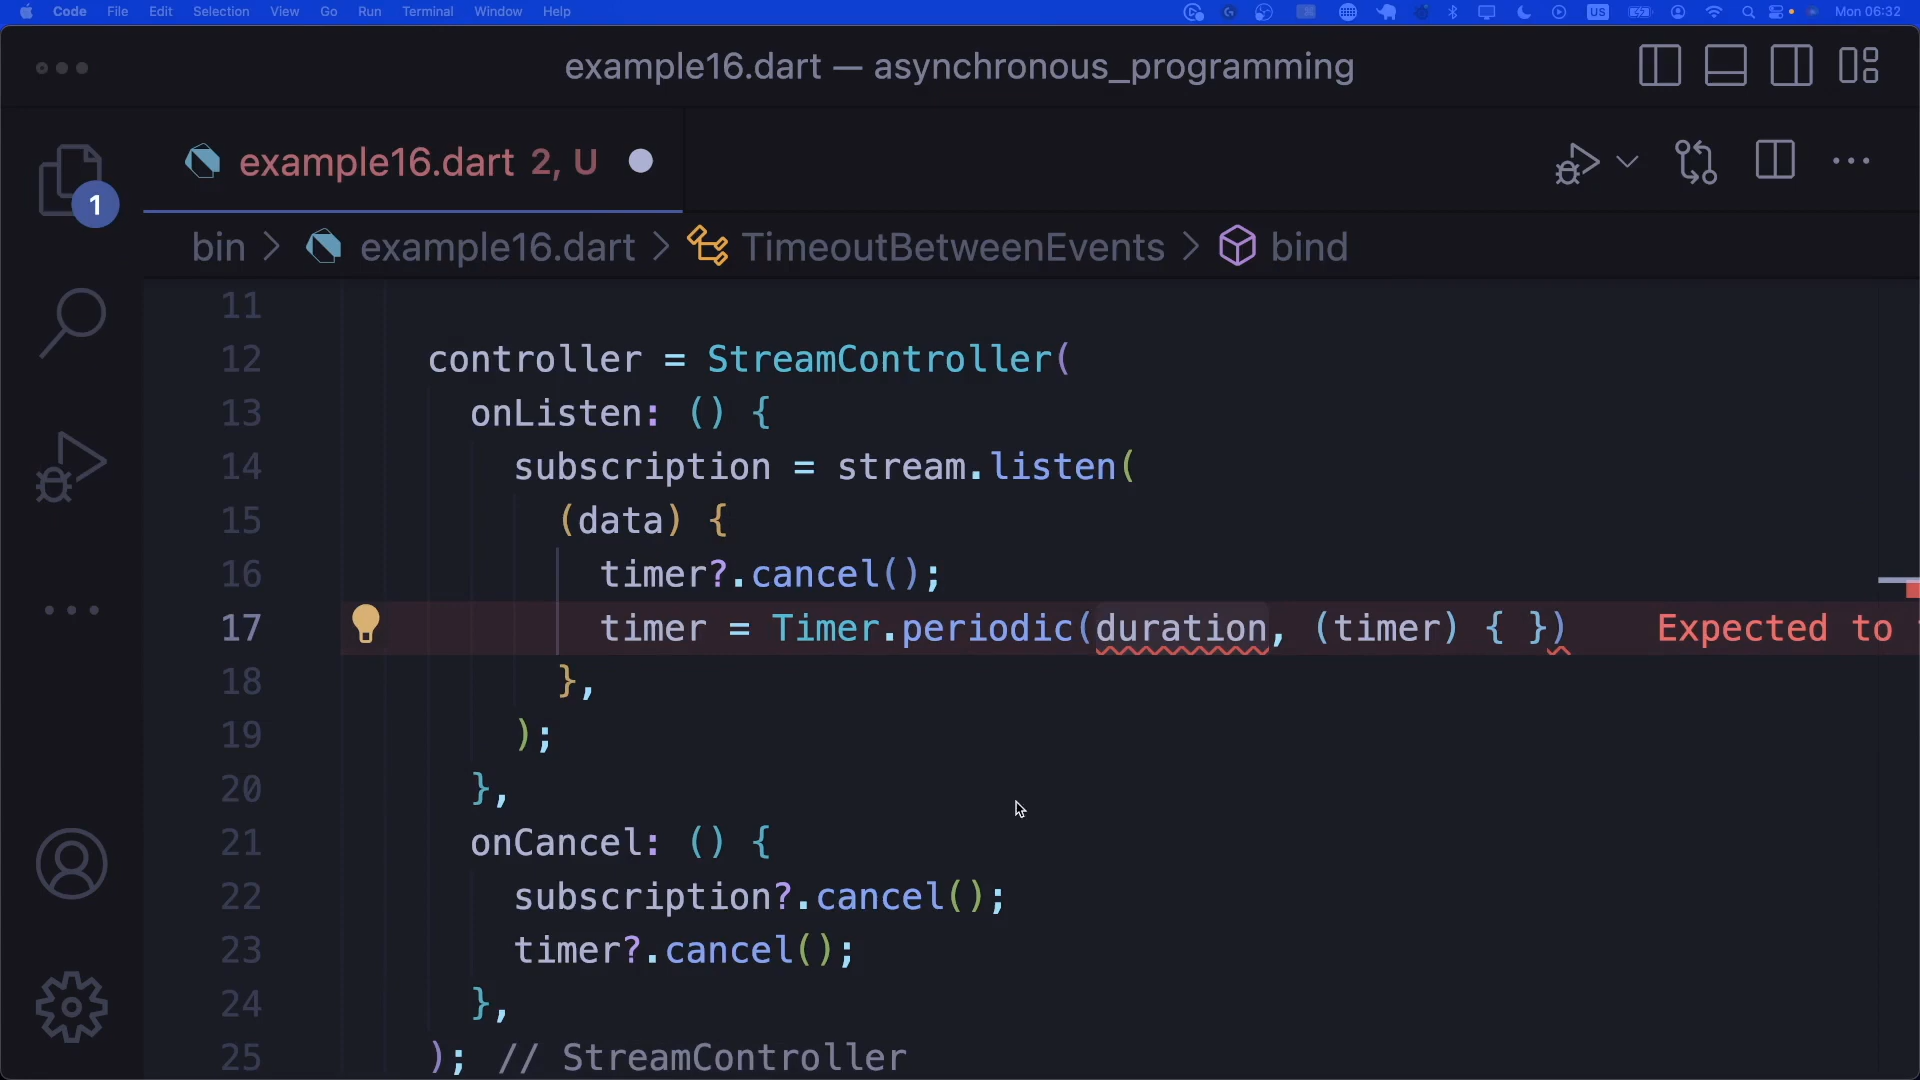 Code File Edit Selection View Go Run Terminal Window Help US Mon 06:32
example16.dart — asynchronous_programming
example16.dart 2, U
1
bin > example16.dart > TimeoutBetweenEvents > bind
11
12 controller = StreamController(
13 onListen: () {
14 subscription = stream.listen(
15 (data) {
16 timer?.cancel();
17 timer = Timer.periodic(duration, (timer) { }) Expected to
18 },
19 );
20 },
21 onCancel: () {
22 subscription?.cancel();
23 timer?.cancel();
24 },
25 ); // StreamController